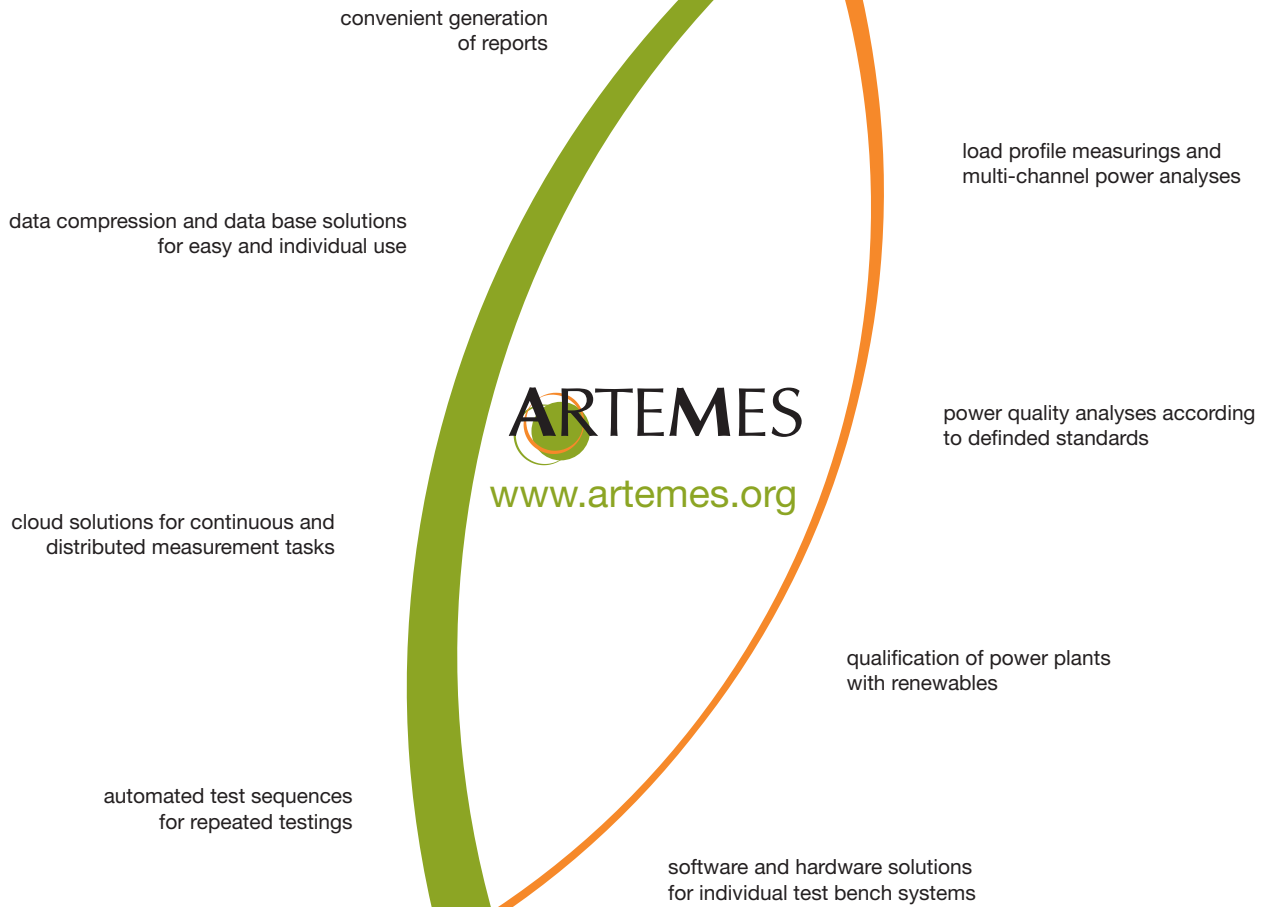 convenient generation
of reports
load profile measurings and
multi-channel power analyses
data compression and data base solutions
for easy and individual use
ARTEMES
www.artemes.org
power quality analyses according
to definded standards
cloud solutions for continuous and
distributed measurement tasks
qualification of power plants
with renewables
automated test sequences
for repeated testings
software and hardware solutions
for individual test bench systems